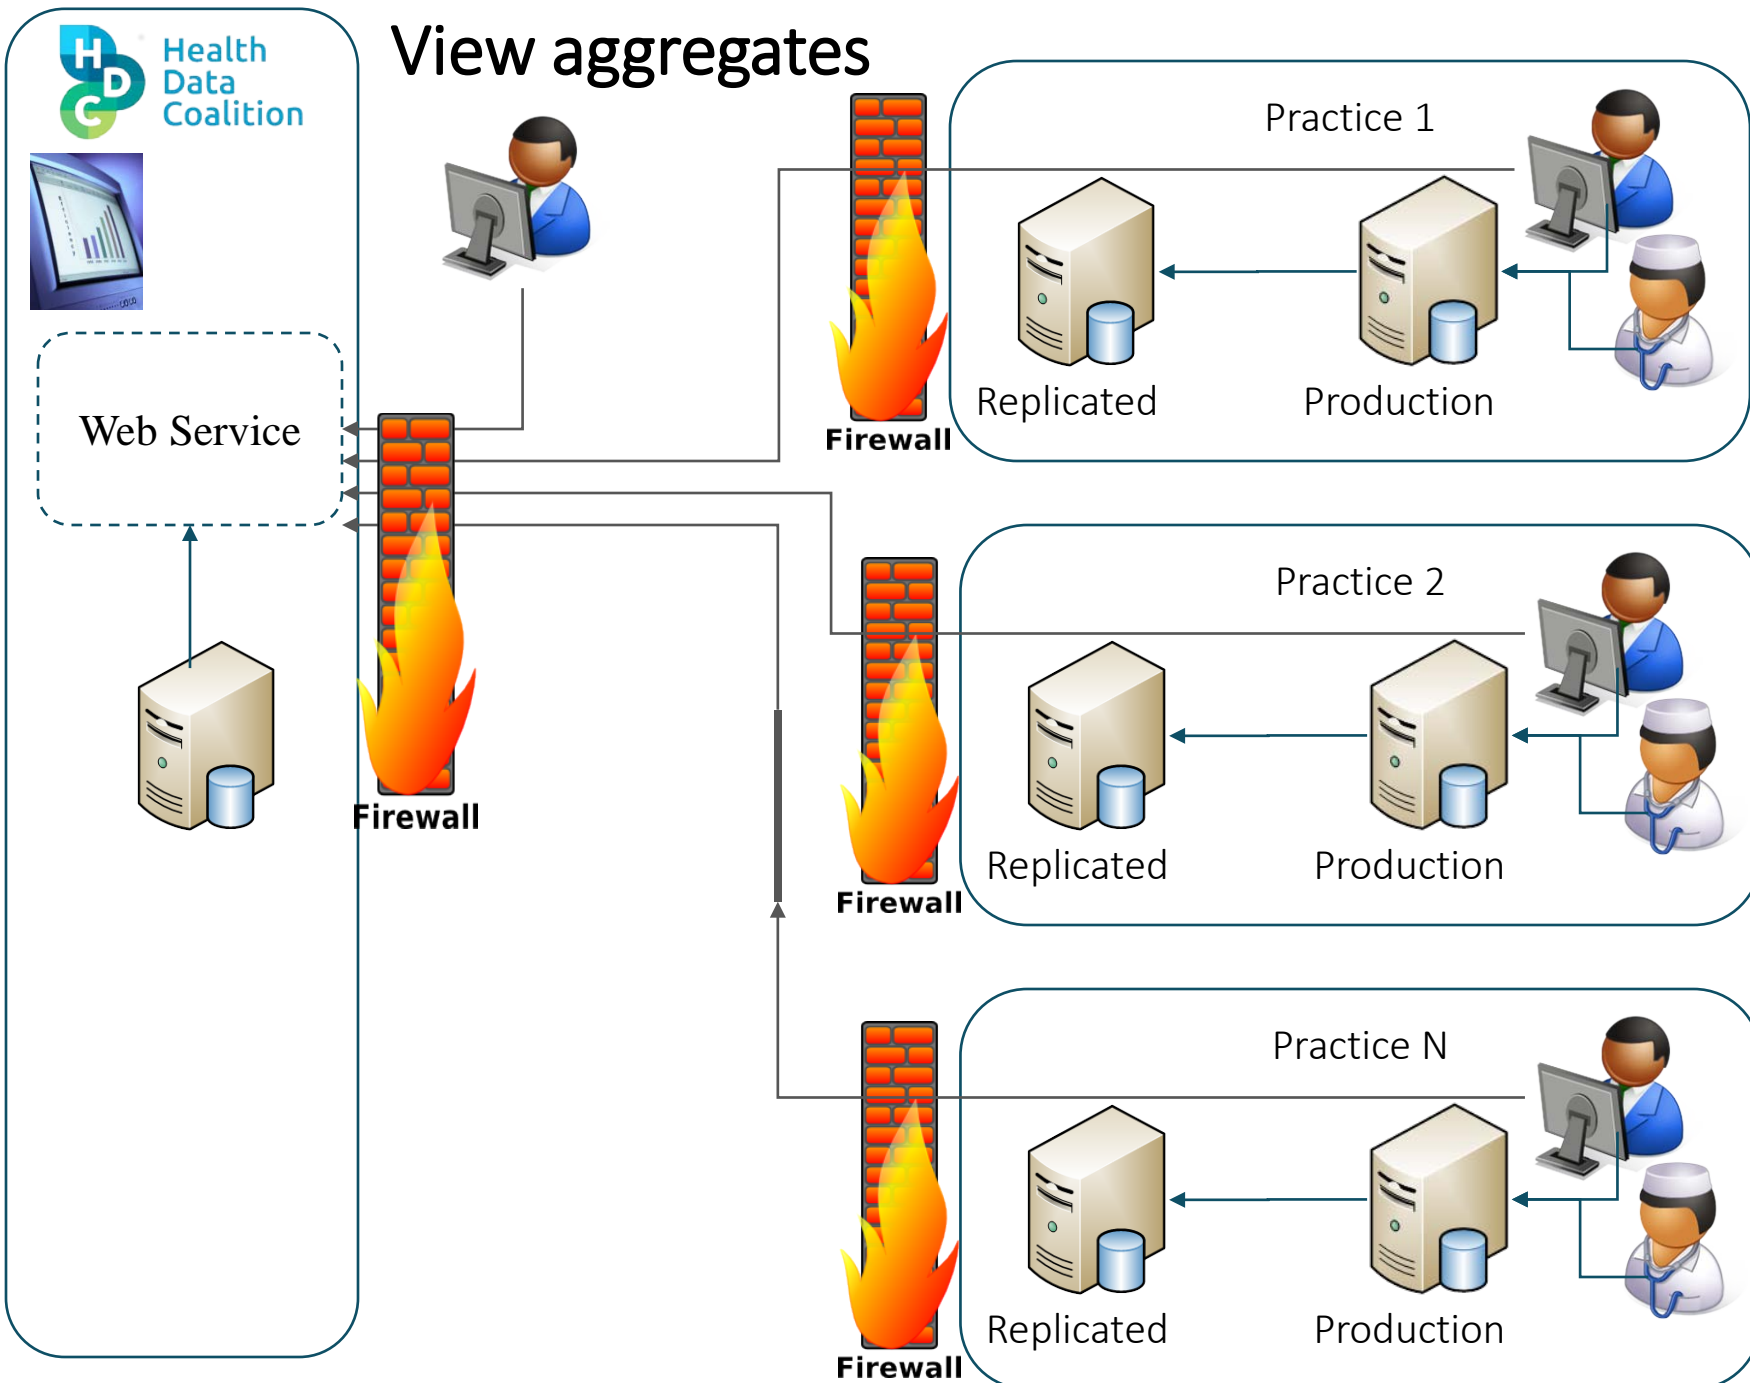 HDC
Health
Data
Coalition
View aggregates
Web Service
Firewall
Practice 1
Replicated
Production
Firewall
Practice 2
Replicated
Production
Firewall
Practice N
Replicated
Production
Firewall